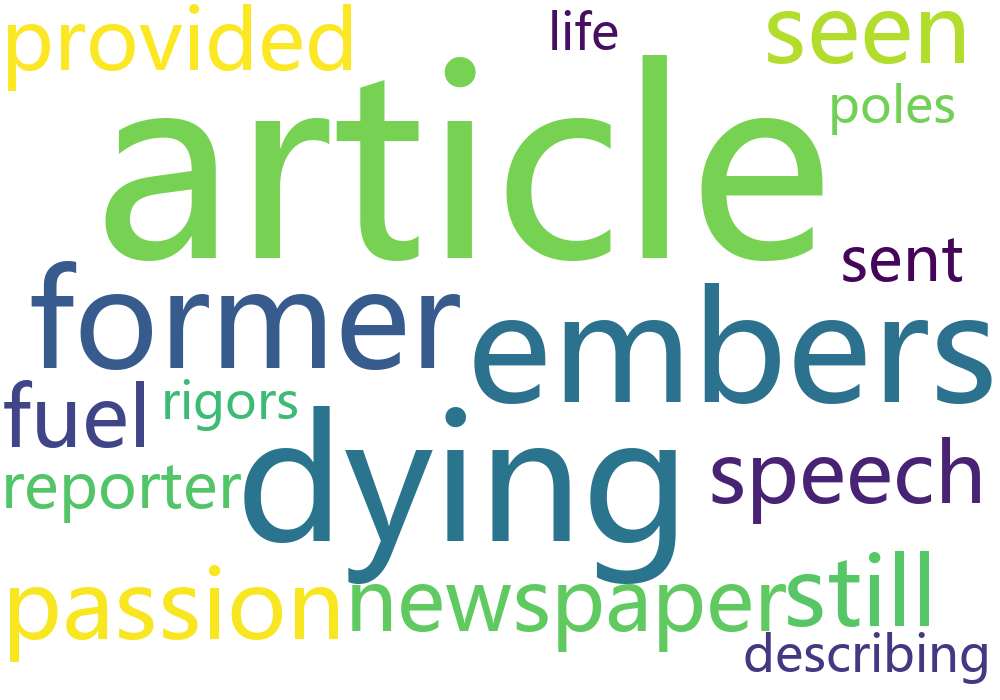 provided
life
seen
article
poles
sent
former
embers
fuel
rigors
dying
reporter
speech
passion
newspaper
still
describing